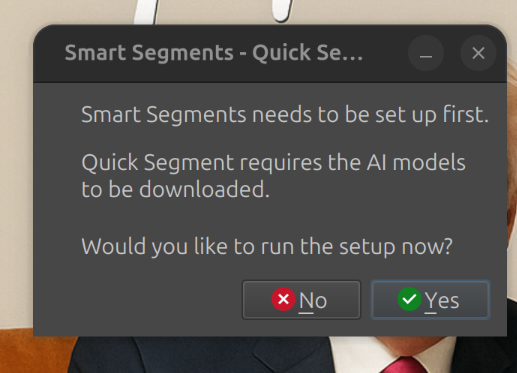 Smart Segments - Quick Se...
Smart Segments needs to be set up first.
Quick Segment requires the AI models
to be downloaded.
Would you like to run the setup now?
No
Yes